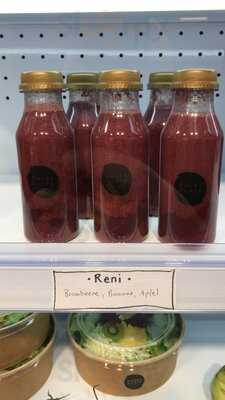 · Reni ·
Brombeere, Banane, Apfel